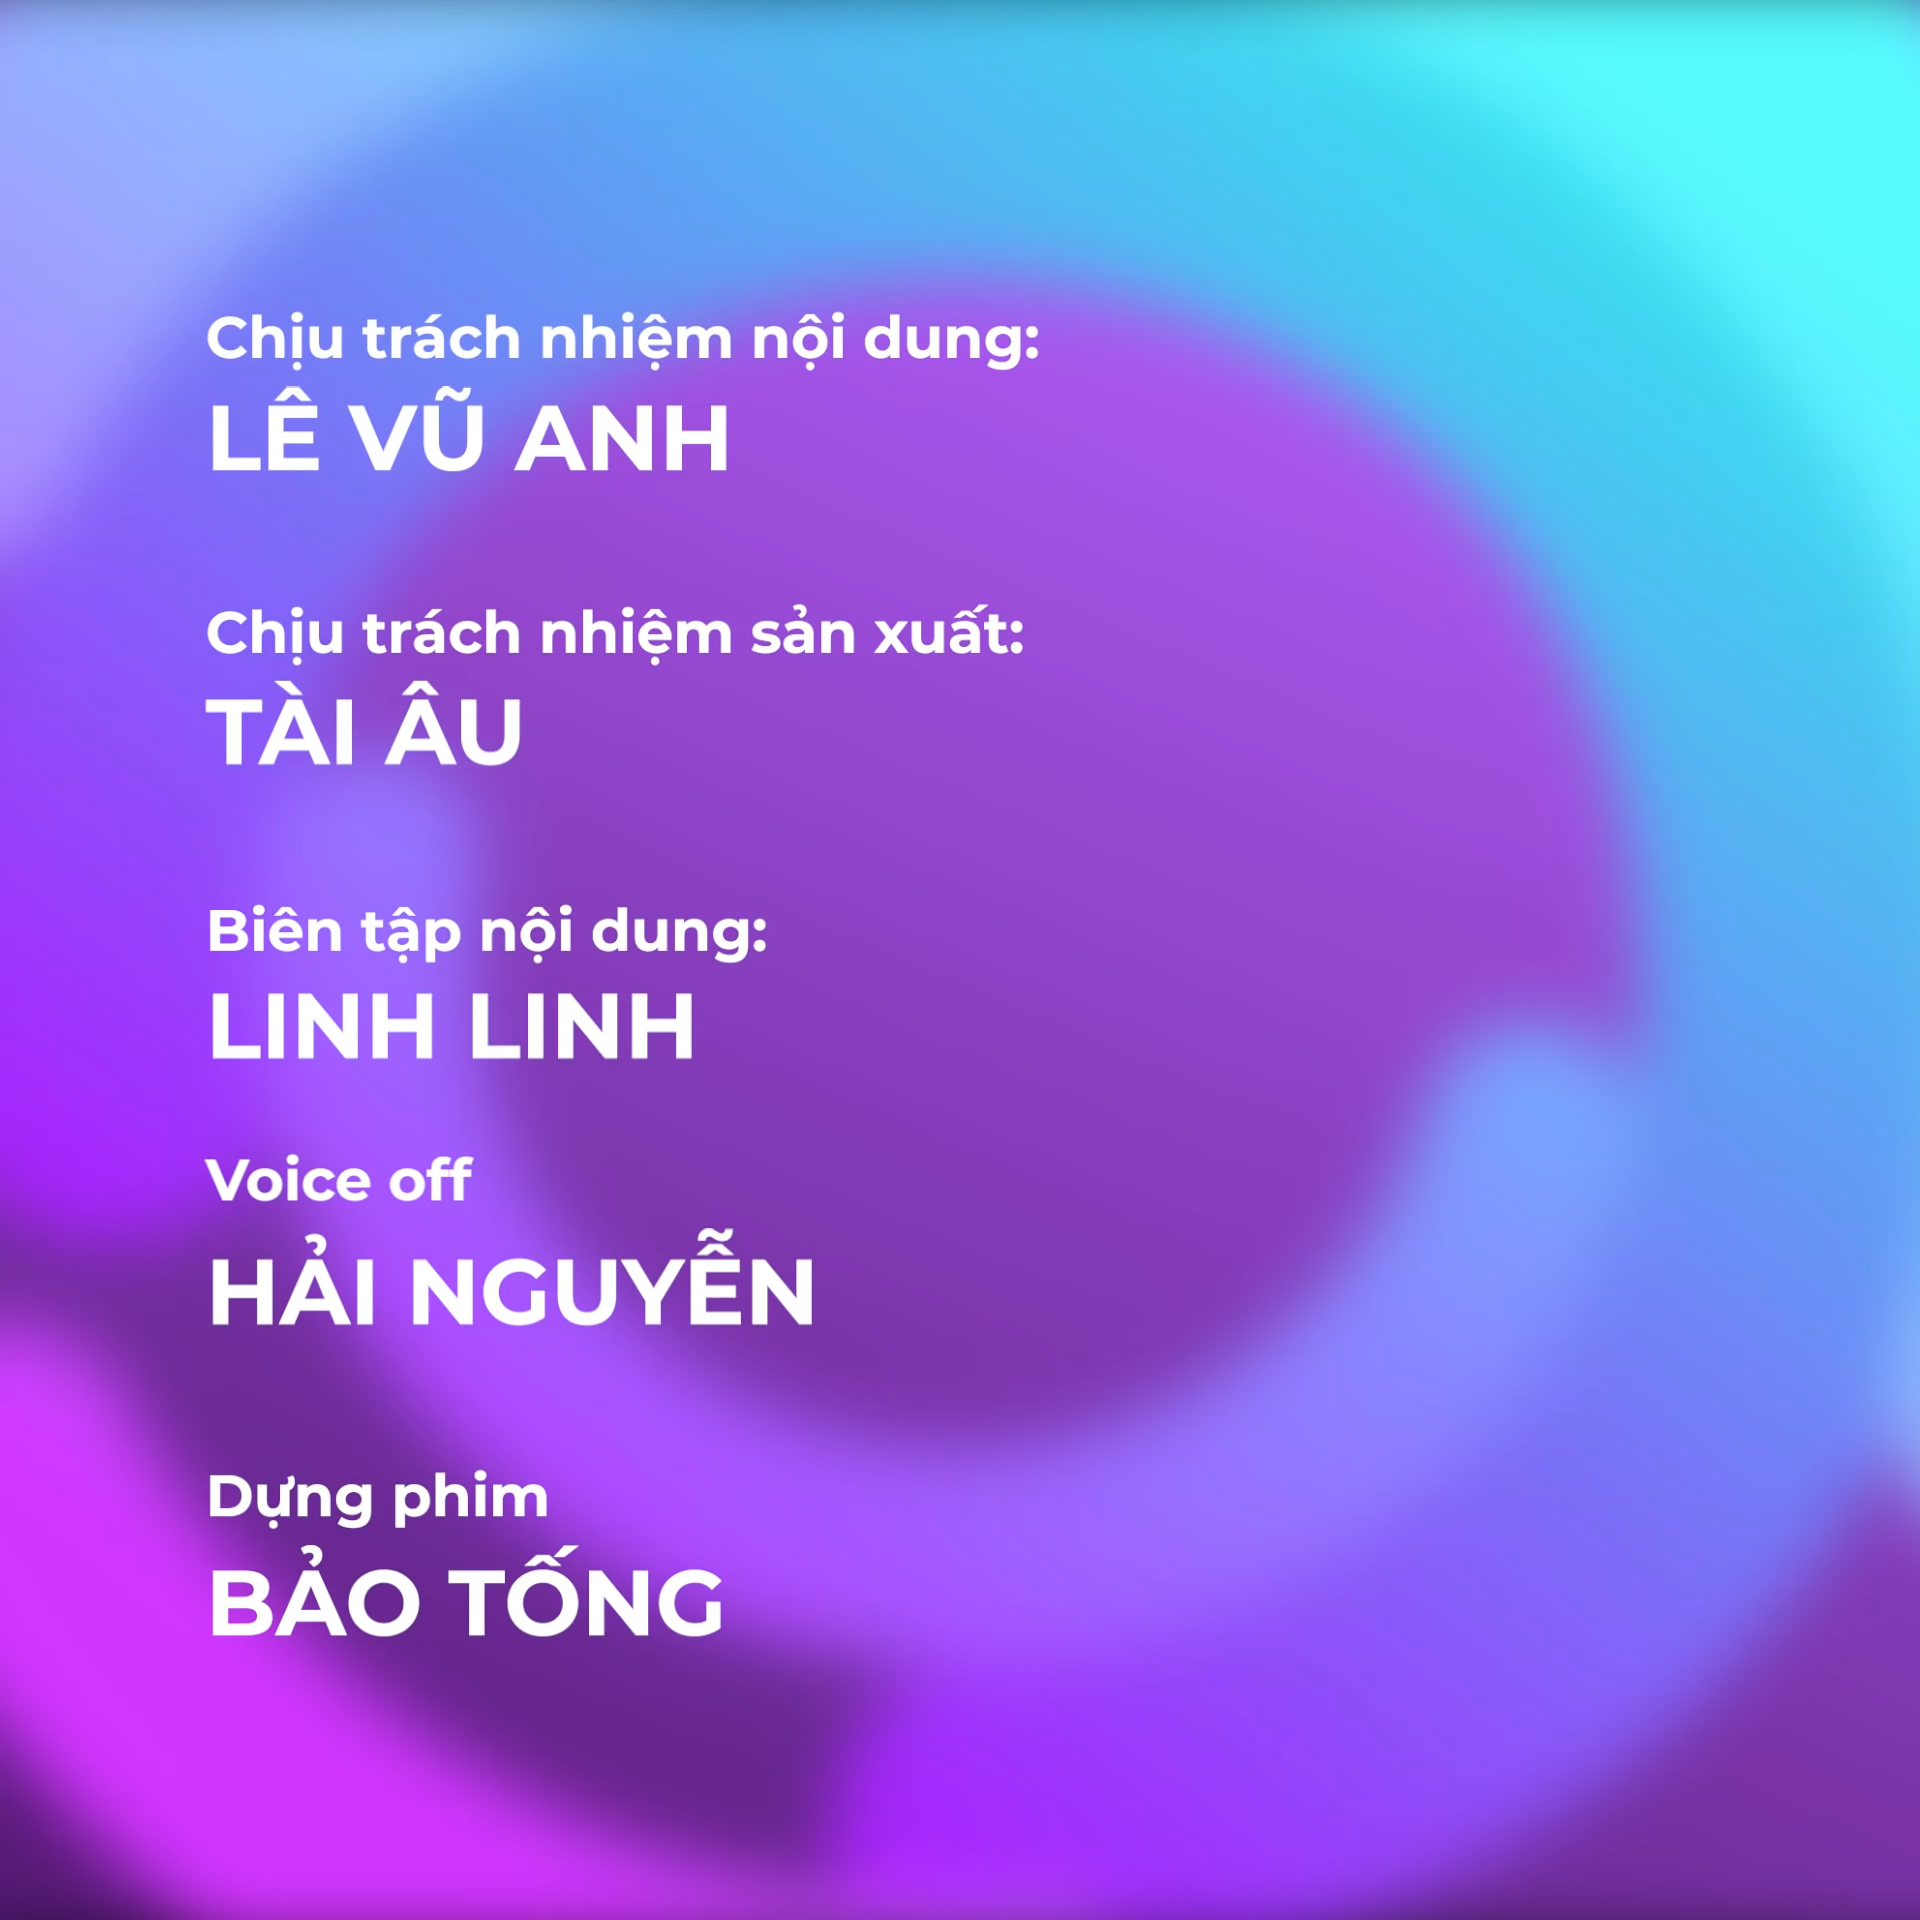 Chịu trách nhiệm nội dung:
LÊ VŨ ANH
Chịu trách nhiệm sản xuất:
TÀI ÂU
Biên tập nội dung:
LINH LINH
Voice off
HẢI NGUYỄN
Dựng phim
BẢO TỐNG